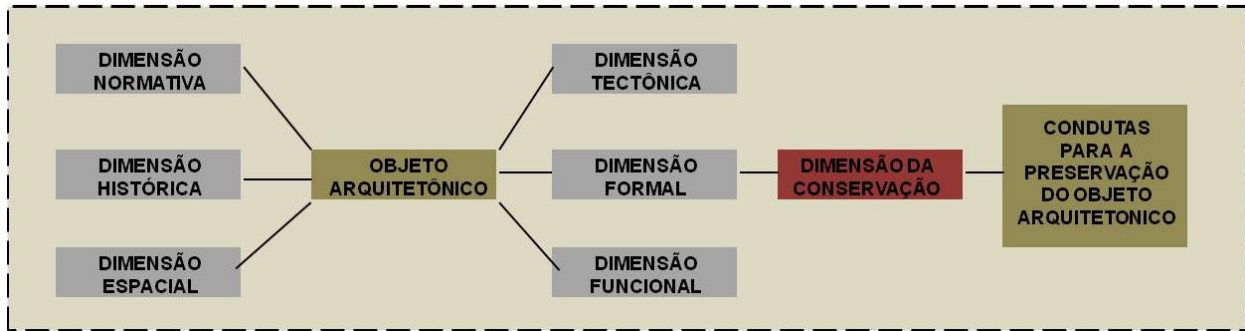 DIMENSÃO
NORMATIVA
DIMENSÃO
HISTÓRICA
DIMENSÃO
ESPACIAL
OBJETO
ARQUITETÔNICO
DIMENSÃO
TECTÔNICA
DIMENSÃO
FORMAL
DIMENSÃO
FUNCIONAL
DIMENSÃO DA
CONSERVAÇÃO
CONDUTAS
PARA A
PRESERVAÇÃO
DO OBJETO
ARQUITETONICO